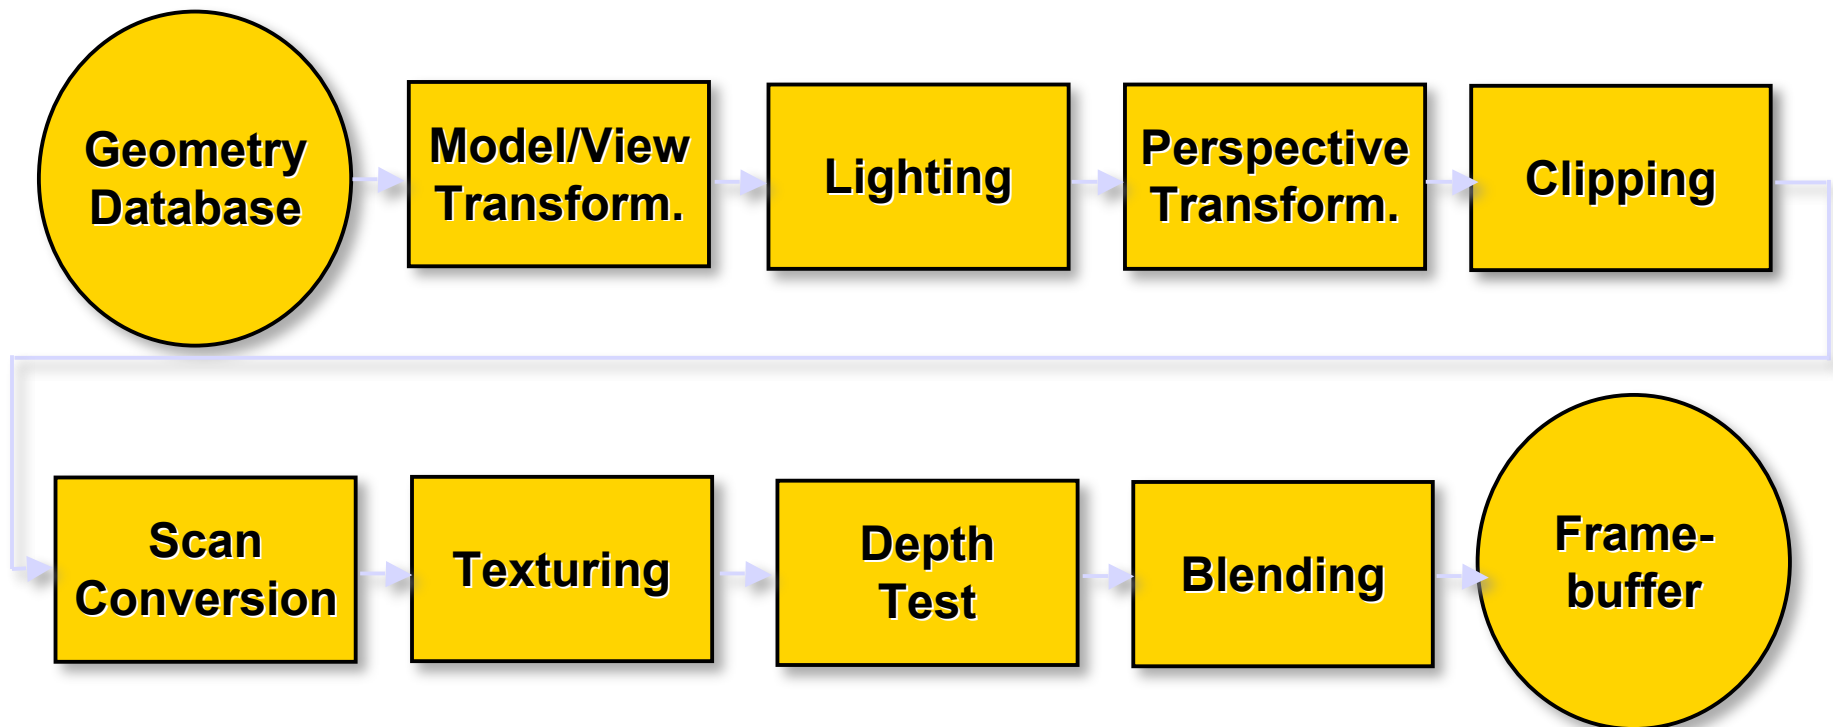 Geometry
Database
Model/View
Transform.
Lighting
Perspective
Transform.
Clipping
Scan
Conversion
Texturing
Depth
Test
Blending
Frame-
buffer